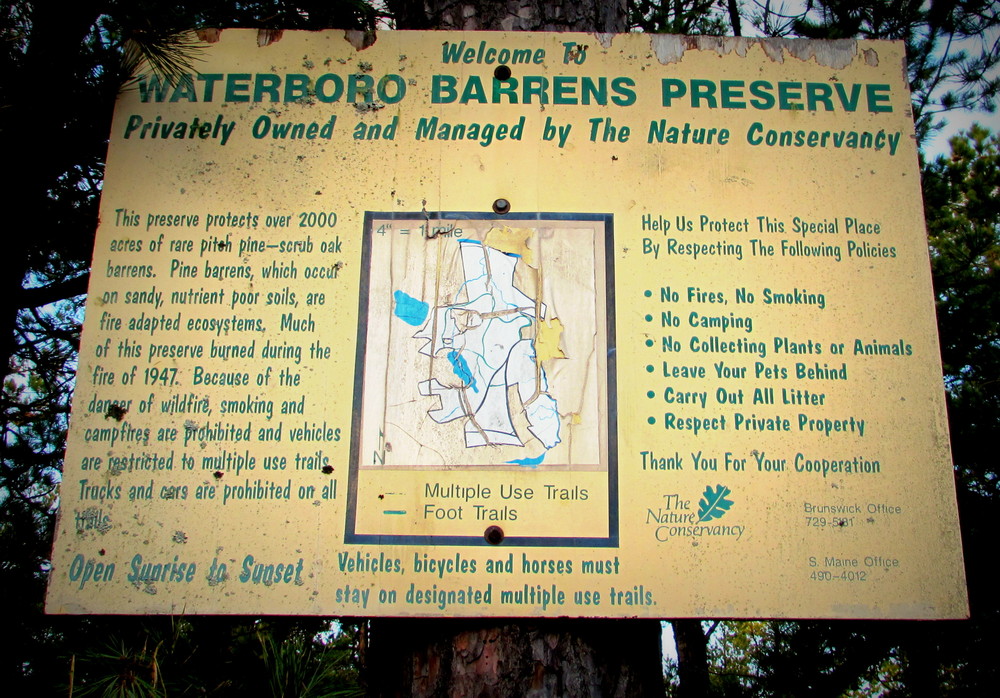 Welcome To
WATERBORO BARRENS PRESERVE
Privately Owned and Managed by The Nature Conservancy
This preserve protects over 2000
acres of rare pitch pine—scrub oak
barrens. Pine barrens, which occur
on sandy, nutrient poor soils, are
fire adapted ecosystems. Much
of this preserve burned during the
fire of 1947. Because of the
danger of wildfire, smoking and
campfires are prohibited and vehicles
are restricted to multiple use trails.
Trucks and cars are prohibited on all
trails.
Open Sunrise to Sunset
4" = 1 mile
N
Multiple Use Trails
Foot Trails
Vehicles, bicycles and horses must
stay on designated multiple use trails.
Help Us Protect This Special Place
By Respecting The Following Policies
• No Fires, No Smoking
• No Camping
• No Collecting Plants or Animals
• Leave Your Pets Behind
• Carry Out All Litter
• Respect Private Property
Thank You For Your Cooperation
The
Nature
Conservancy
Brunswick Office
S. Maine Office
490-4012